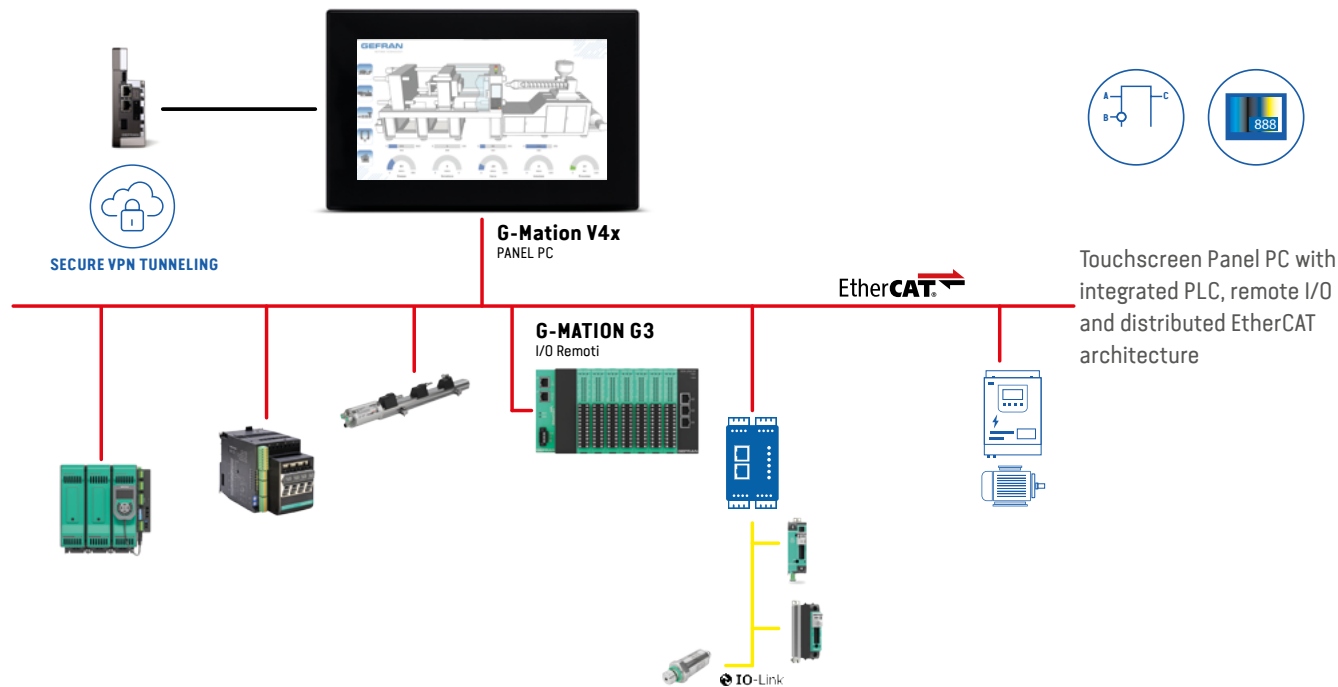 GEFRAN
A
B
C
888
SECURE VPN TUNNELING
G-Mation V4x
PANEL PC
EtherCAT®
Touchscreen Panel PC with
integrated PLC, remote I/O
and distributed EtherCAT
architecture
G-MATION G3
I/O Remoti
GEFRAN
IO-Link